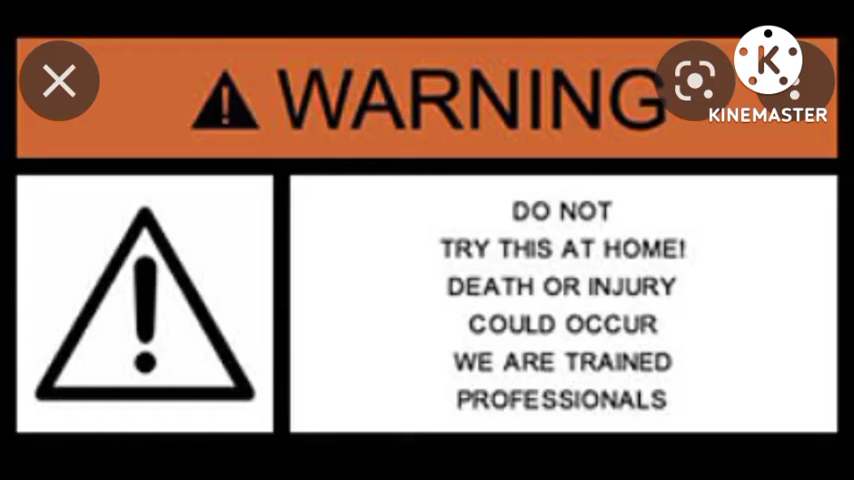 WARNING
KINEMASTER
DO NOT
TRY THIS AT HOME!
DEATH OR INJURY
COULD OCCUR
WE ARE TRAINED
PROFESSIONALS